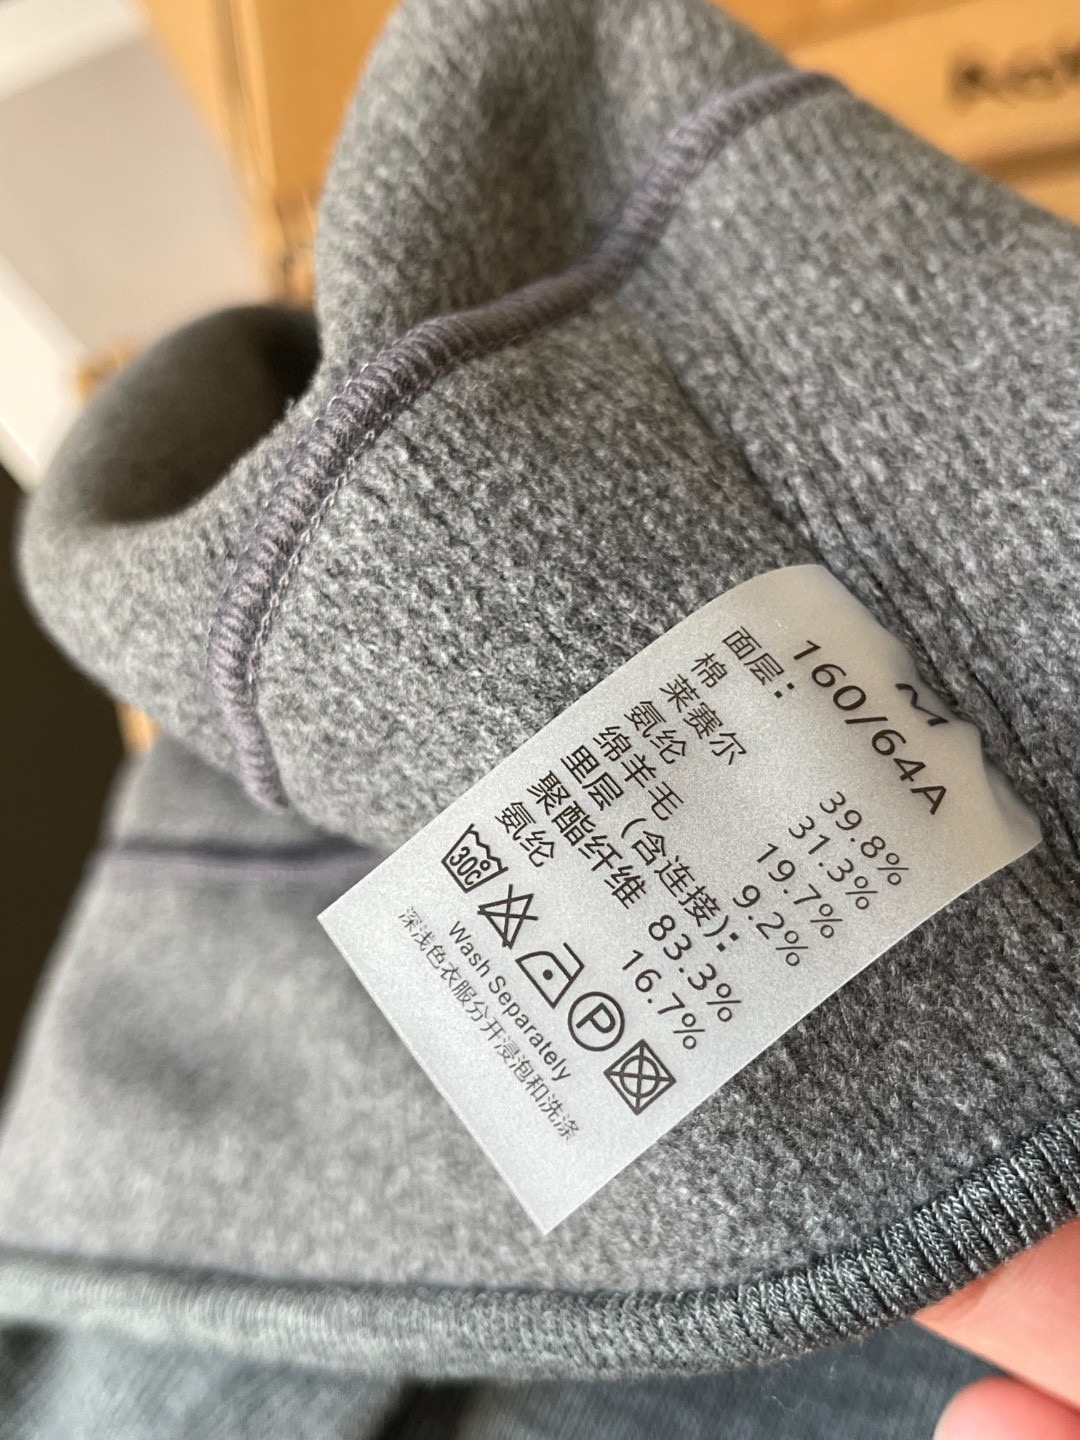 M
160/64A
面层：
棉 39.8%
莱赛尔 31.3%
氨纶 19.7%
绵羊毛 9.2%
里层（含连接)：
聚酯纤维 83.3%
氨纶 16.7%
30C
P
Wash Separately
深浅色衣服分开浸泡和洗涤